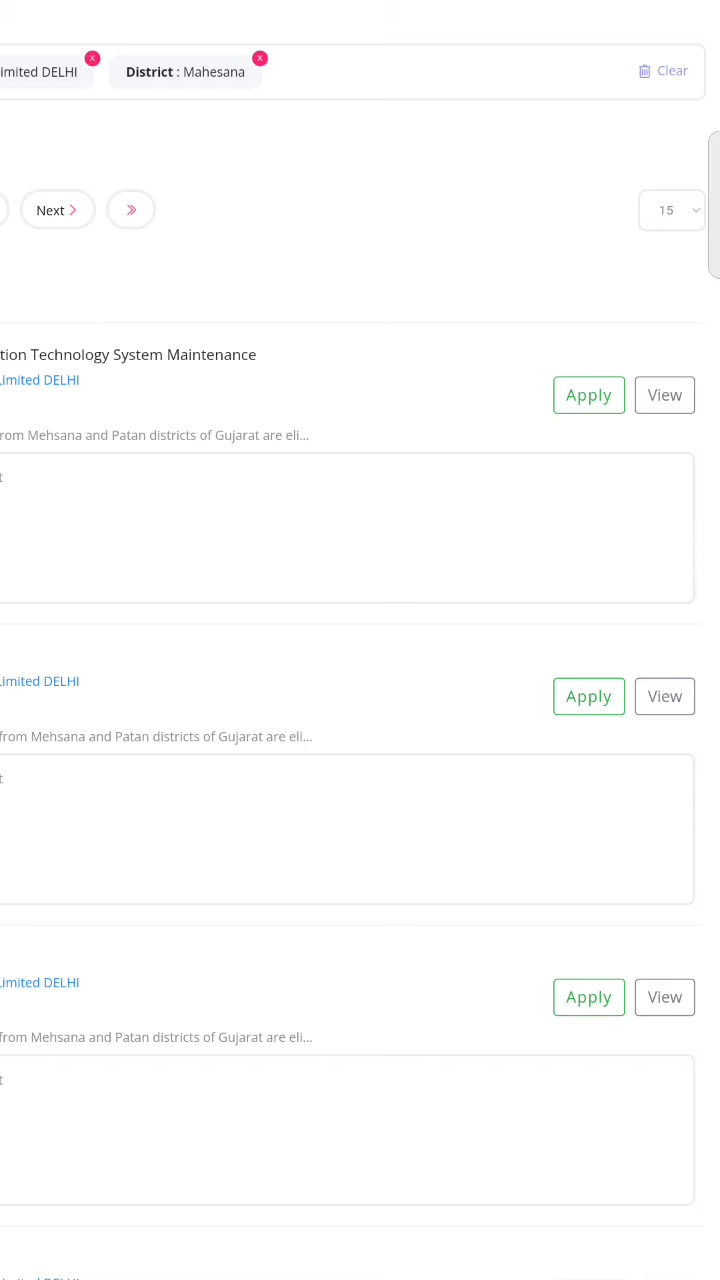 imited DELHI x District : Mahesana x Clear
Next 15
tion Technology System Maintenance
Limited DELHI
Apply View
rom Mehsana and Patan districts of Gujarat are eli...
t
Limited DELHI
Apply View
from Mehsana and Patan districts of Gujarat are eli...
t
Limited DELHI
Apply View
from Mehsana and Patan districts of Gujarat are eli...
t